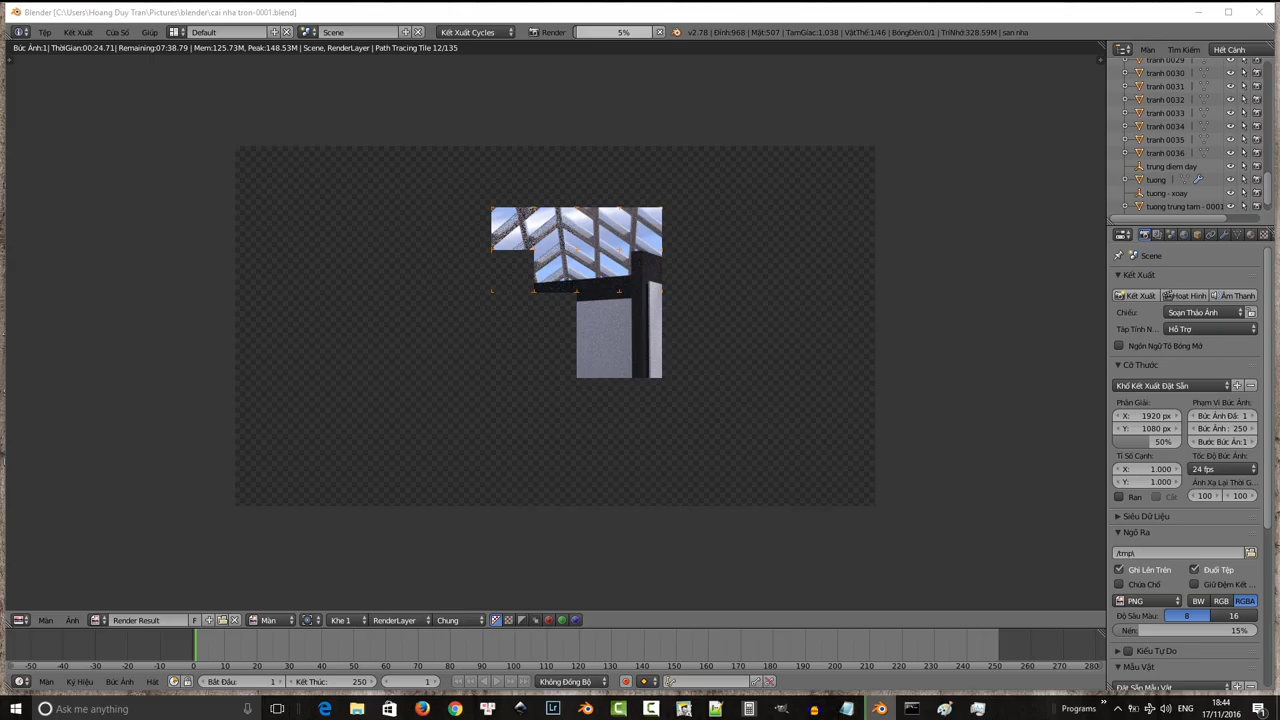 Blender [C:\Users\Hoang Duy Tran\Pictures\blender\cai nha tron-0001.blend]
Tệp Kết Xuất Cửa Sổ Giúp Default Scene Kết Xuất Cycles Render 5% v2.78 | Đỉnh:968 | Mặt:507 | TamGiac:1,038 | VậtThể:1/46 | BóngĐèn:0/1 | TríNhớ:328.59M | san nha
Bức Ảnh:1| ThờiGian:00:24.71| Remaining:07:38.79 | Mem:125.73M, Peak:148.53M | Scene, RenderLayer | Path Tracing Tile 12/135
Màn Tìm Kiếm Hết Cảnh
tranh 0029
tranh 0030
tranh 0031
tranh 0032
tranh 0033
tranh 0034
tranh 0035
tranh 0036
trung diem day
tuong
tuong - xoay
tuong trung tam - 0001
Scene
Kết Xuất
Kết Xuất Hoạt Hình Âm Thanh
Chiếu: Soạn Thảo Ảnh
Tập Tính N... Hỗ Trợ
Ngôn Ngữ Tô Bóng Mở
Cỡ Thước
Khổ Kết Xuất Đặt Sẵn
Phân Giải: Phạm Vi Bức Ảnh:
X: 1920 px Bức Ảnh Đầ: 1
Y: 1080 px Bức Ảnh : 250
50% Bước Bức Ản:1
Tỉ Số Cạnh: Tốc Độ Bức Ảnh:
X: 1.000 24 fps
Y: 1.000 Ánh Xạ Lại Thời G...
Ran Cắt 100 100
Siêu Dữ Liệu
Ngõ Ra
/tmp\
Ghi Lên Trên Đuôi Tệp
Chứa Chổ Giữ Đệm Kết ...
PNG BW RGB RGBA
Độ Sâu Màu: 8 16
Nén: 15%
Kiểu Tự Do
Mẫu Vật
Đặt Sẵn Mẫu Vật
Màn Ảnh Render Result F Màn Khe 1 RenderLayer Chung
-50 -40 -30 -20 -10 0 10 20 30 40 50 60 70 80 90 100 110 120 130 140 150 160 170 180 190 200 210 220 230 240 250 260 270 280
Màn Ký Hiệu Bức Ảnh Hát Bắt Đầu: 1 Kết Thúc: 250 1 Không Đồng Bộ
Ask me anything
Programs
18:44
17/11/2016